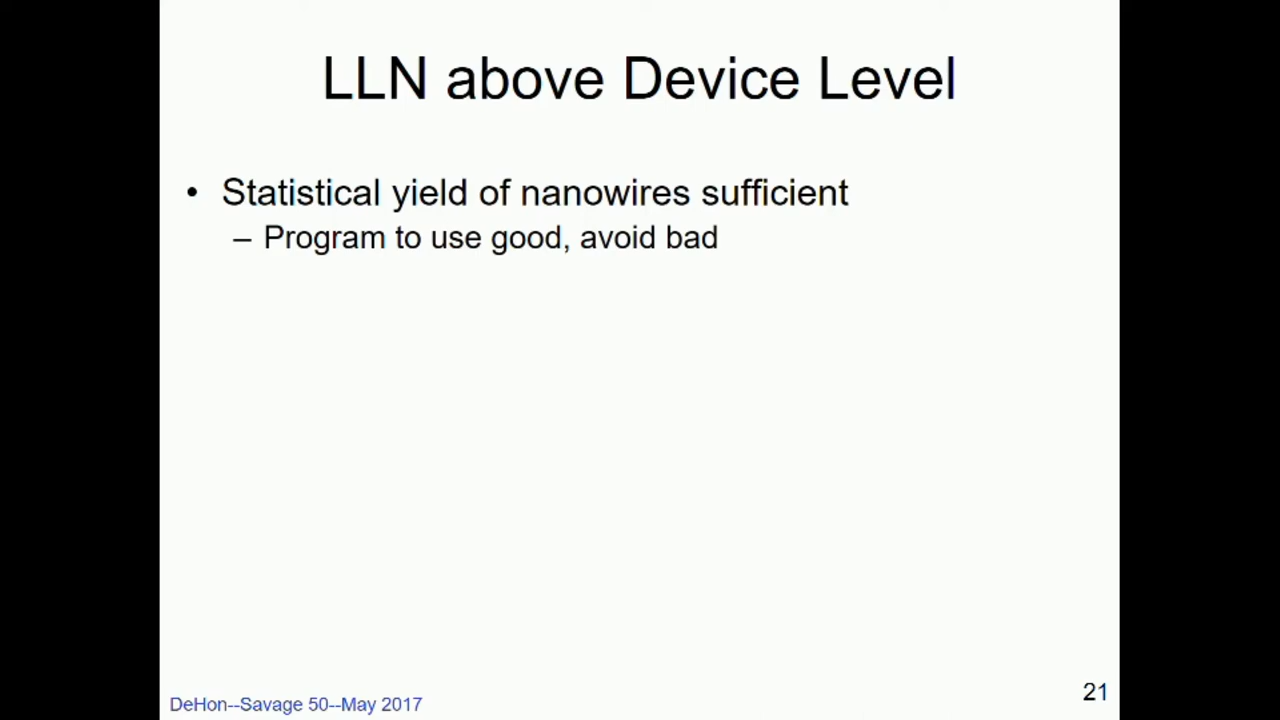 LLN above Device Level
• Statistical yield of nanowires sufficient
– Program to use good, avoid bad
DeHon--Savage 50--May 2017
21